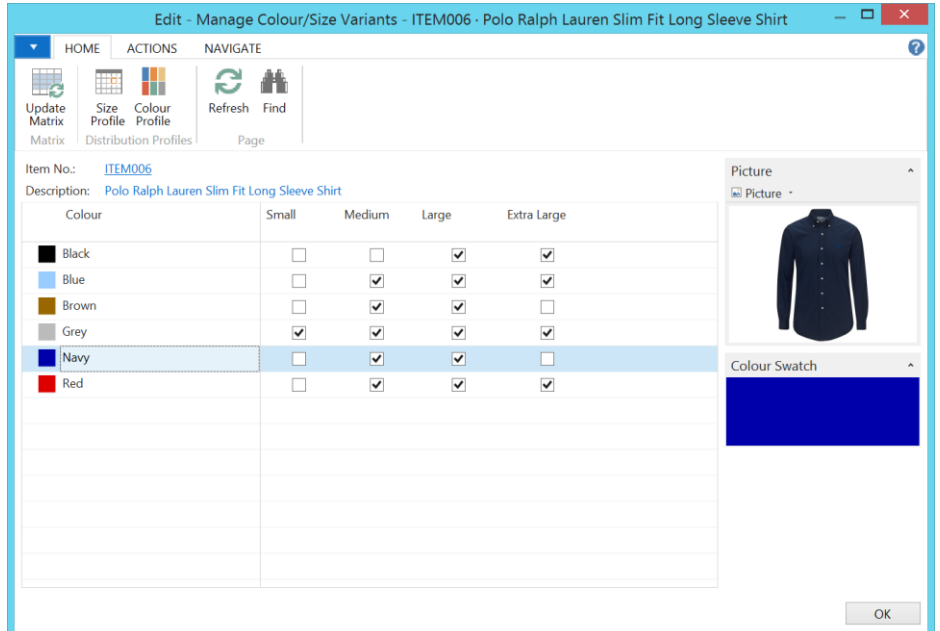 Edit - Manage Colour/Size Variants - ITEM006 · Polo Ralph Lauren Slim Fit Long Sleeve Shirt
HOME ACTIONS NAVIGATE
Update Matrix
Size Profile
Colour Profile
Refresh
Find
Matrix
Distribution Profiles
Page
Item No.: ITEM006
Description: Polo Ralph Lauren Slim Fit Long Sleeve Shirt
Colour Small Medium Large Extra Large
Black
Blue
Brown
Grey
Navy
Red
Picture
Picture
Colour Swatch
OK